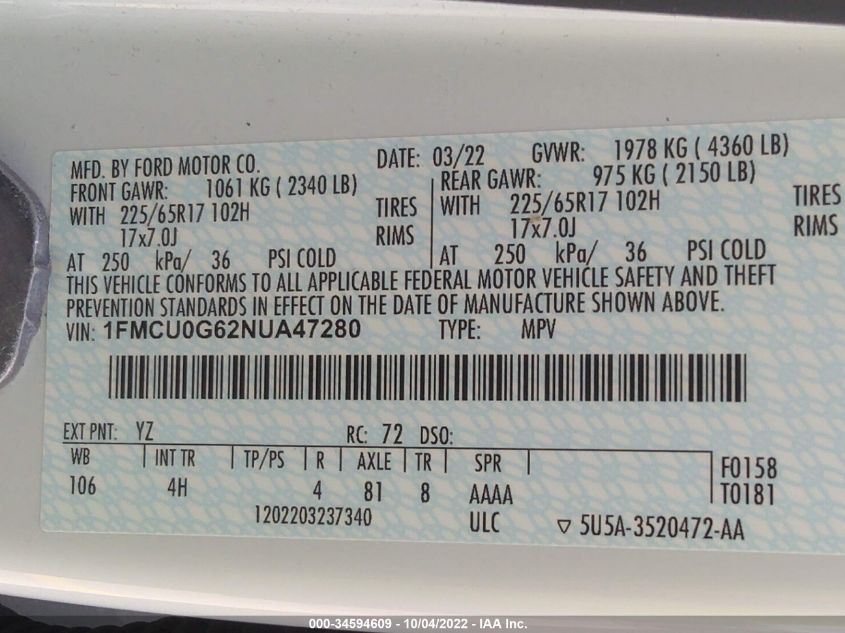 MFD. BY FORD MOTOR CO. DATE: 03/22 GVWR: 1978 KG ( 4360 LB)
FRONT GAWR: 1061 KG ( 2340 LB) REAR GAWR: 975 KG ( 2150 LB)
WITH 225/65R17 102H TIRES WITH 225/65R17 102H TIRES
17x7.0J RIMS 17x7.0J RIMS
AT 250 kPa/ 36 PSI COLD AT 250 kPa/ 36 PSI COLD
THIS VEHICLE CONFORMS TO ALL APPLICABLE FEDERAL MOTOR VEHICLE SAFETY AND THEFT
PREVENTION STANDARDS IN EFFECT ON THE DATE OF MANUFACTURE SHOWN ABOVE.
VIN: 1FMCU0G62NUA47280 TYPE: MPV
EXT PNT: YZ RC: 72 DSO:
WB INT TR TP/PS R AXLE TR SPR
106 4H 4 81 8 AAAA
F0158
T0181
1202203237340 ULC ▽ 5U5A-3520472-AA
000-34594609 - 10/04/2022 - IAA Inc.